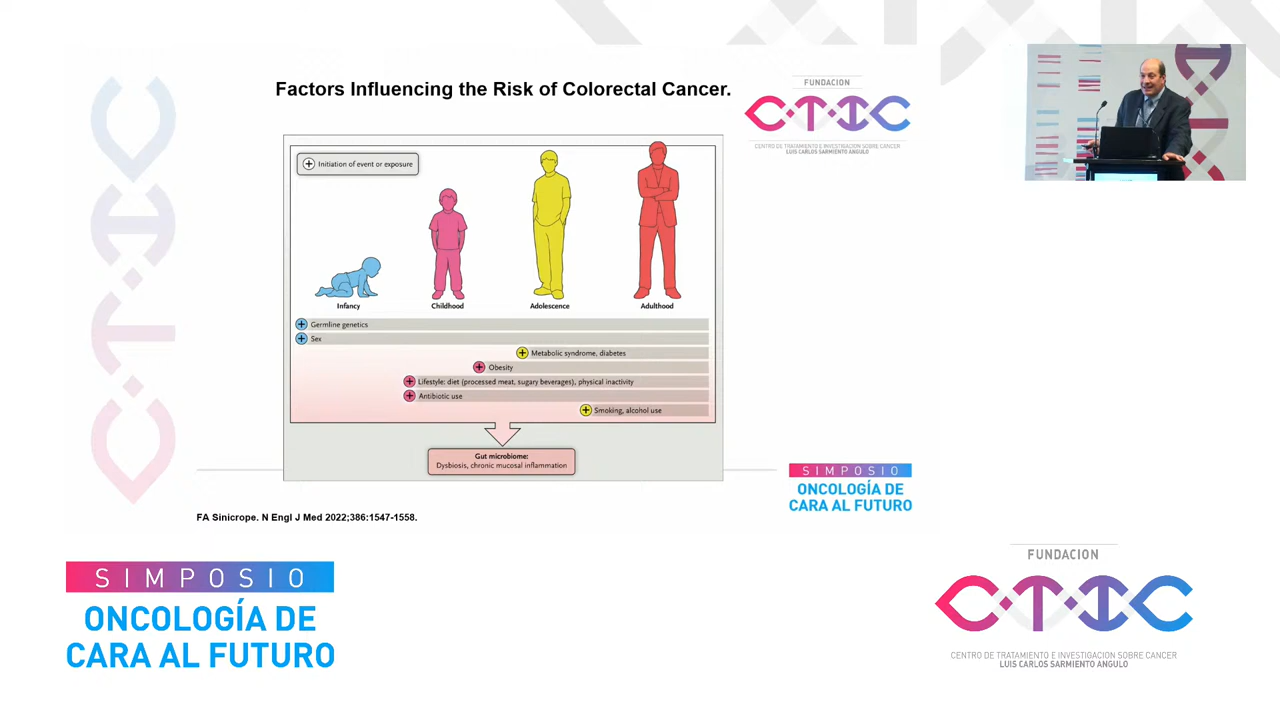 Factors Influencing the Risk of Colorectal Cancer.
FUNDACION
C·T·I·C
CENTRO DE TRATAMIENTO E INVESTIGACION SOBRE CANCER
LUIS CARLOS SARMIENTO ANGULO
C·T·I·C
Initiation of event or exposure
Infancy
Childhood
Adolescence
Adulthood
Germline genetics
Sex
Metabolic syndrome, diabetes
Obesity
Lifestyle: diet (processed meat, sugary beverages), physical inactivity
Antibiotic use
Smoking, alcohol use
Gut microbiome:
Dysbiosis, chronic mucosal inflammation
SIMPOSIO
ONCOLOGÍA DE
CARA AL FUTURO
FA Sinicrope. N Engl J Med 2022;386:1547-1558.
SIMPOSIO
ONCOLOGÍA DE
CARA AL FUTURO
FUNDACION
C·T·I·C
CENTRO DE TRATAMIENTO E INVESTIGACION SOBRE CANCER
LUIS CARLOS SARMIENTO ANGULO